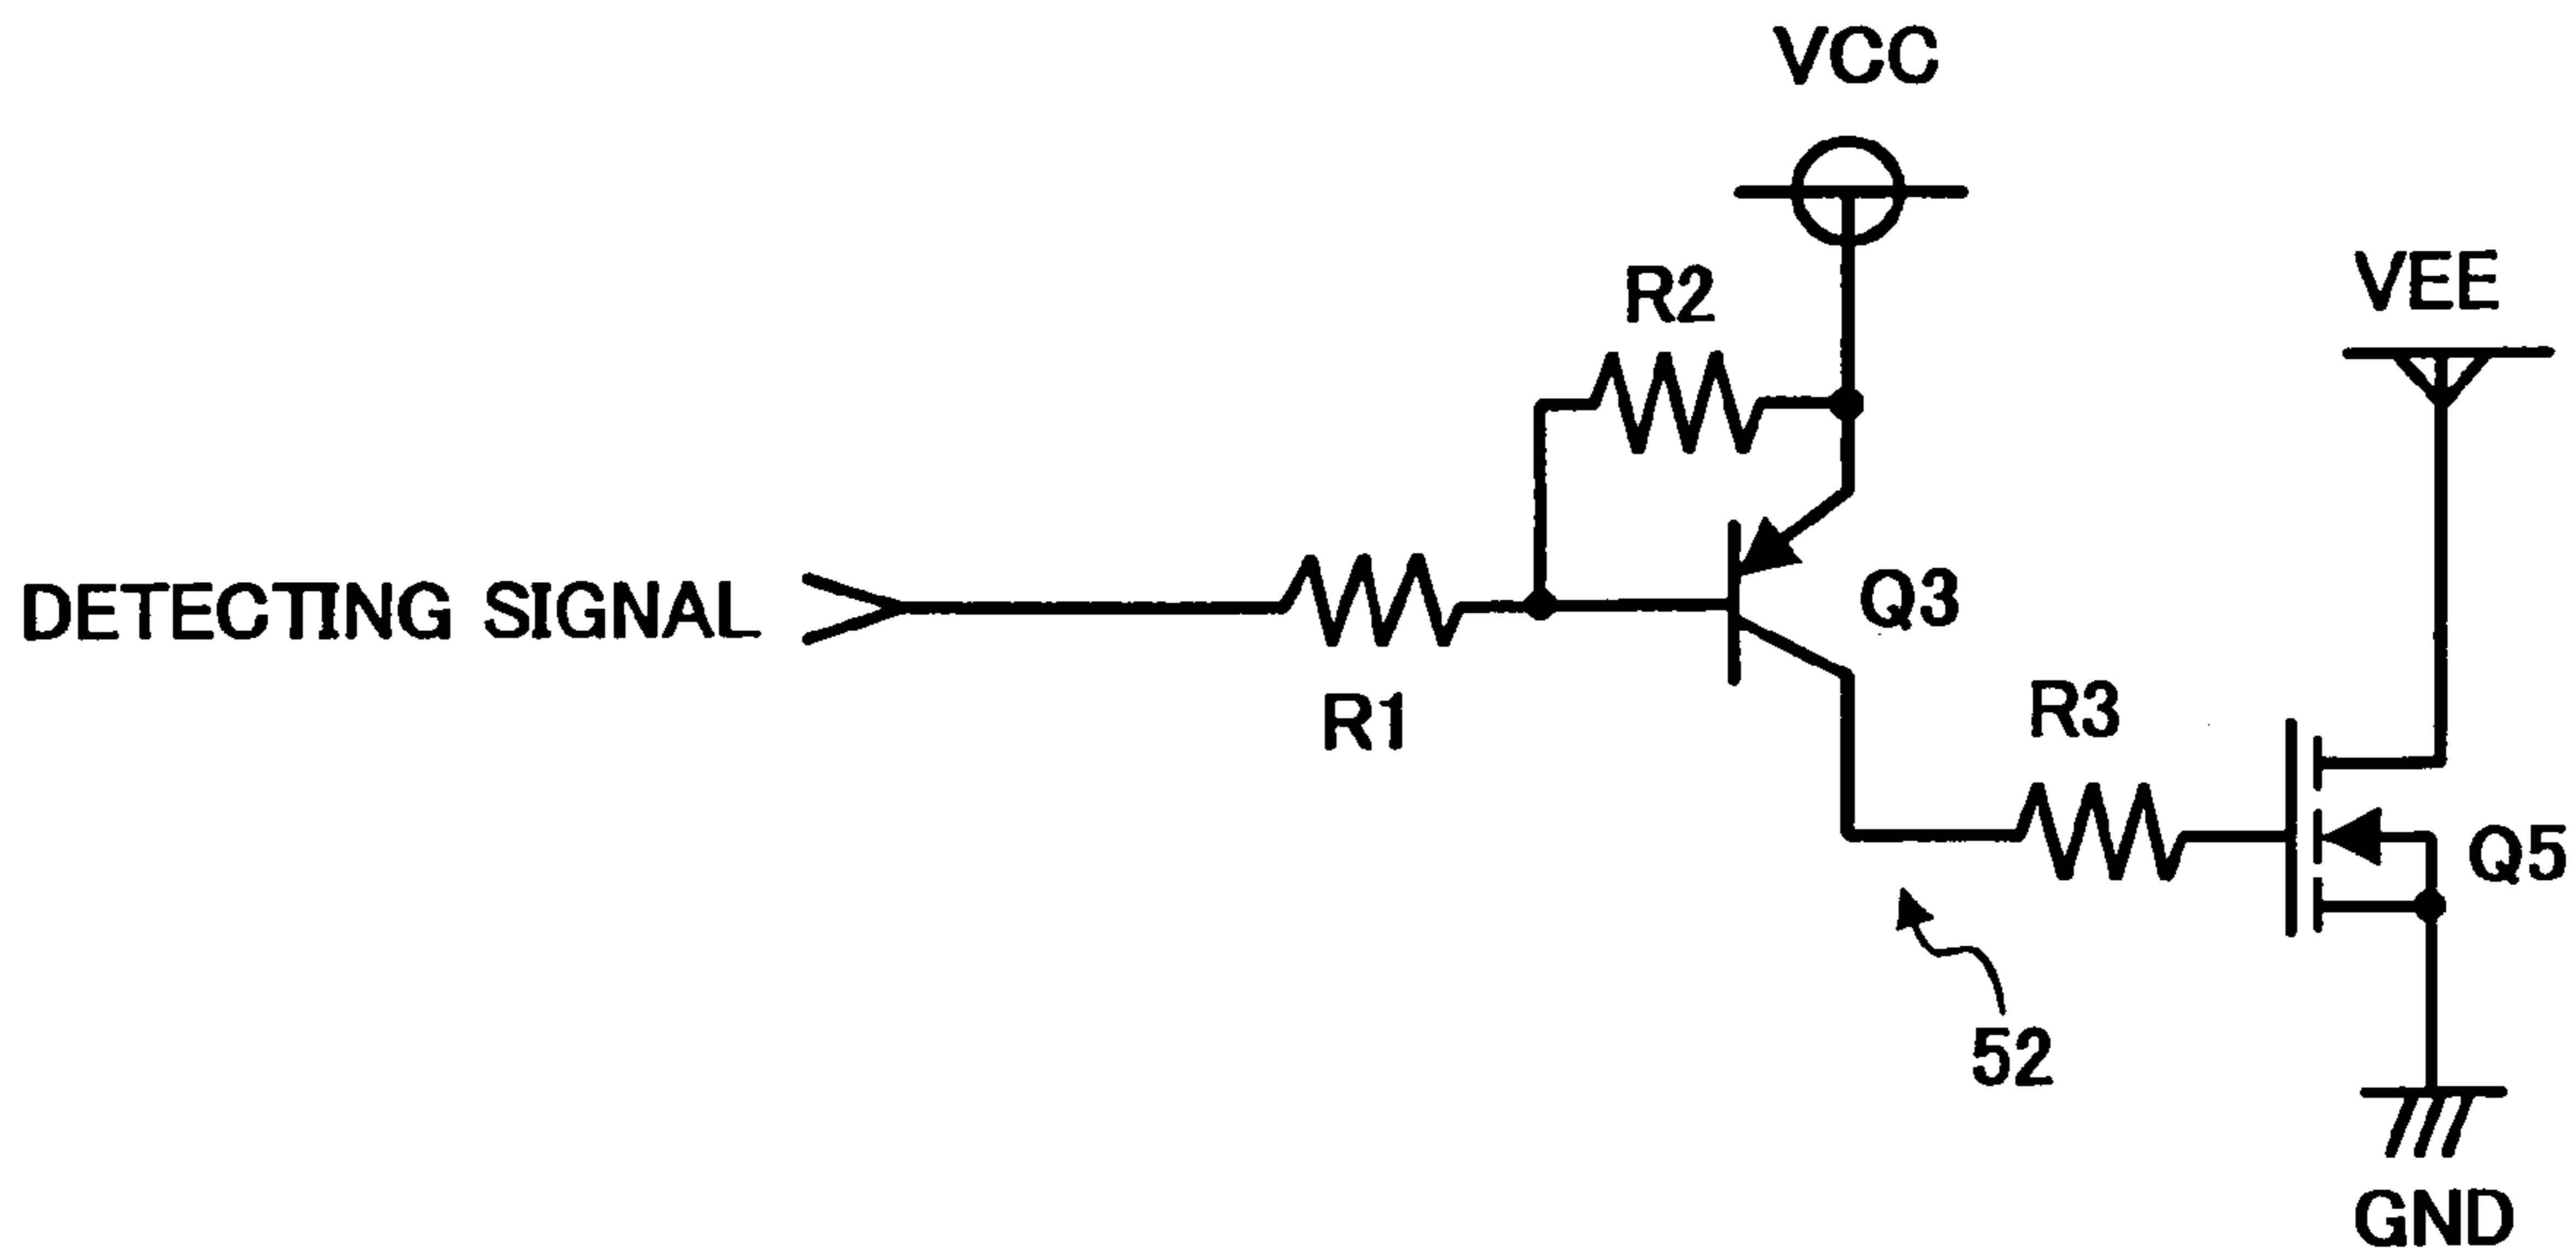 VCC
VEE
R2
DETECTING SIGNAL
Q3
R1
R3
Q5
52
GND